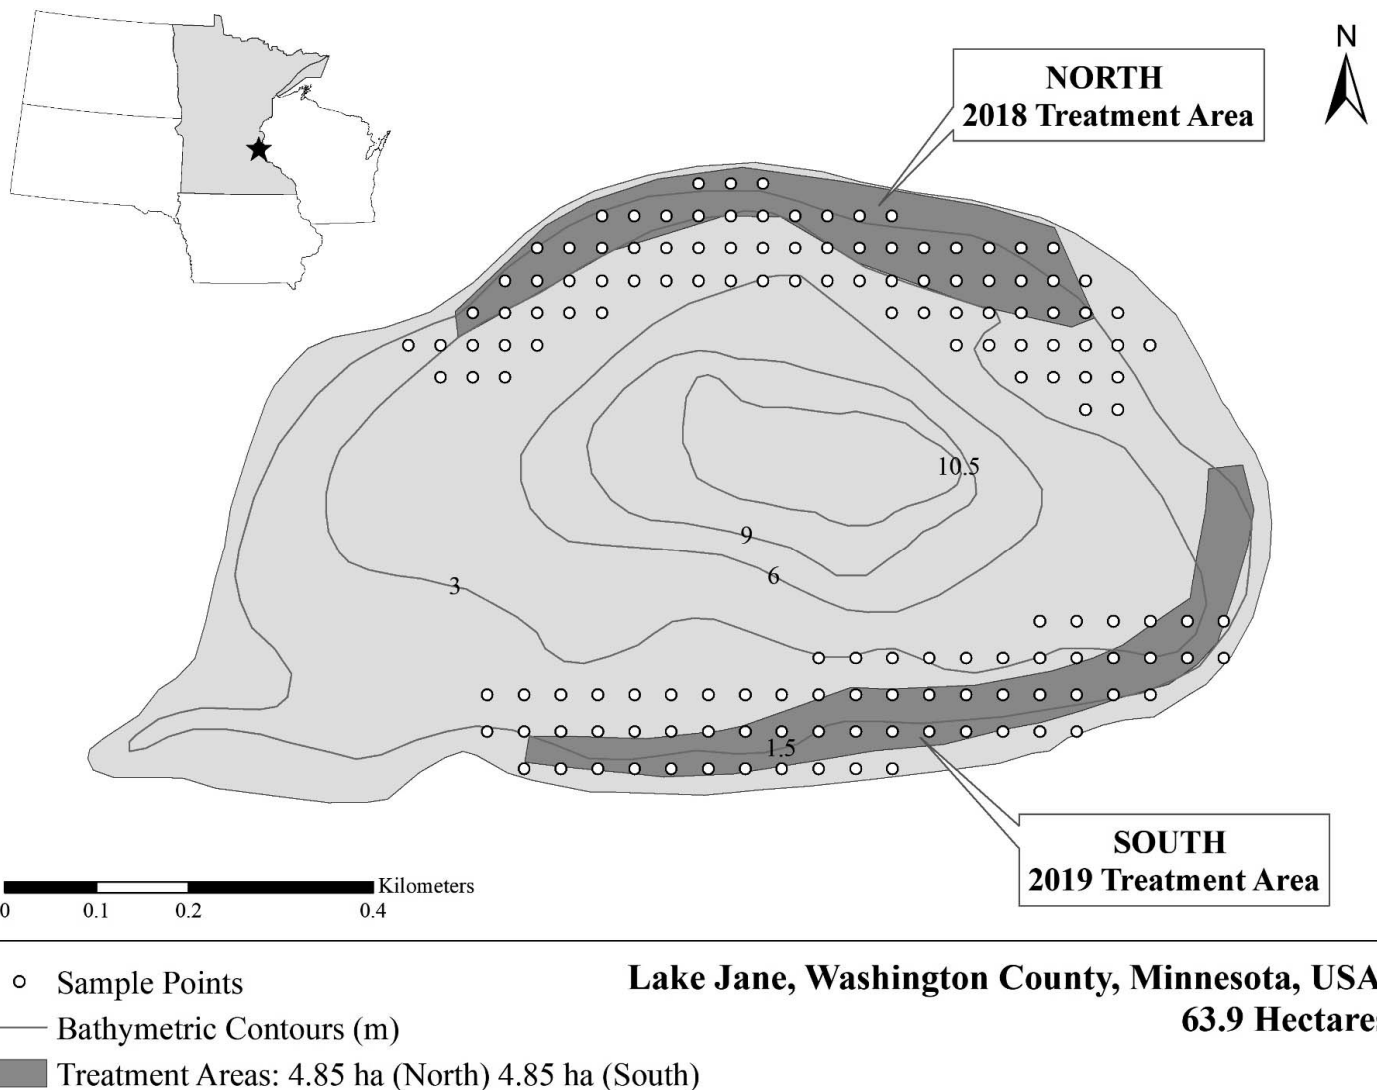 N
NORTH
2018 Treatment Area
10.5
9
6
3
1.5
SOUTH
2019 Treatment Area
Kilometers
0 0.1 0.2 0.4
Sample Points
Bathymetric Contours (m)
Treatment Areas: 4.85 ha (North) 4.85 ha (South)
Lake Jane, Washington County, Minnesota, USA
63.9 Hectares